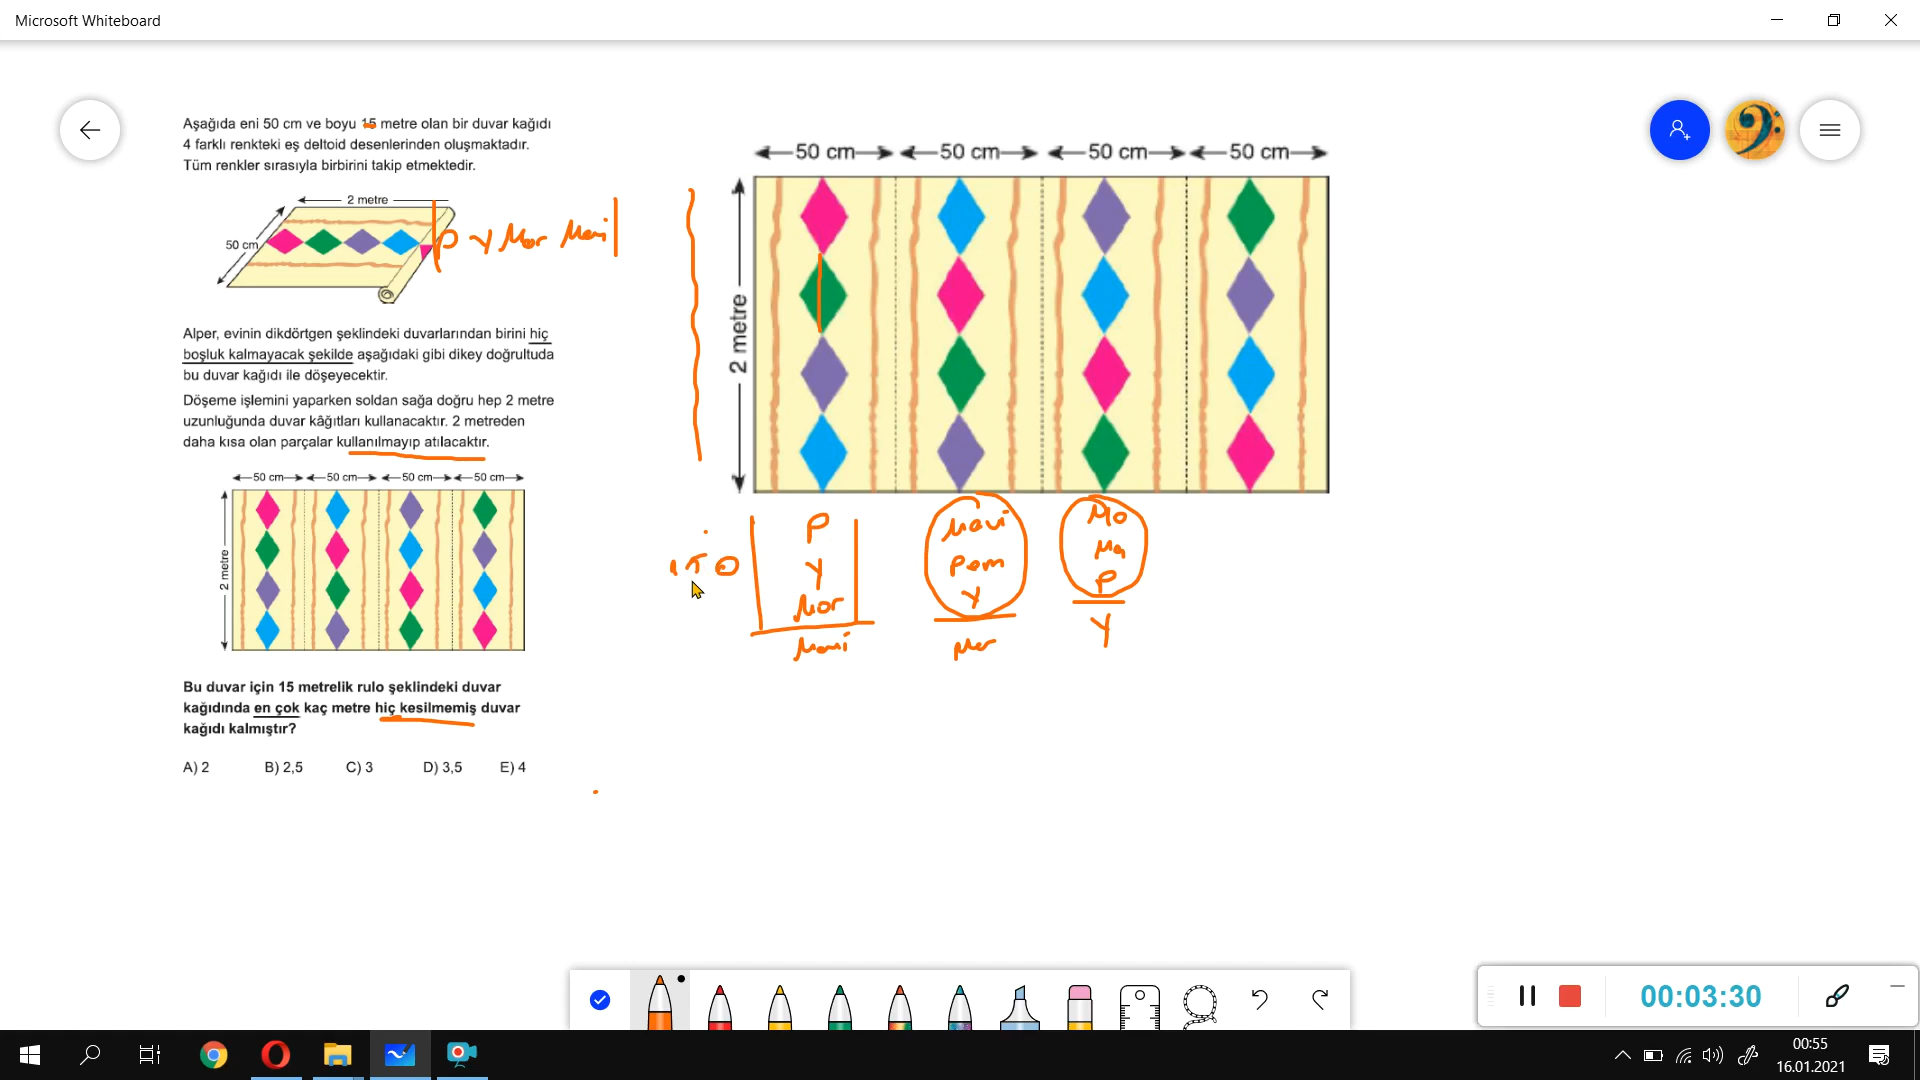 Microsoft Whiteboard
Aşağıda eni 50 cm ve boyu 15 metre olan bir duvar kağıdı
4 farklı renkteki eş deltoid desenlerinden oluşmaktadır.
Tüm renkler sırasıyla birbirini takip etmektedir.
2 metre
50 cm
P Y Mor Mavi
Alper, evinin dikdörtgen şeklindeki duvarlarından birini hiç
boşluk kalmayacak şekilde aşağıdaki gibi dikey doğrultuda
bu duvar kağıdı ile döşeyecektir.
Döşeme işlemini yaparken soldan sağa doğru hep 2 metre
uzunluğunda duvar kâğıtları kullanacaktır. 2 metreden
daha kısa olan parçalar kullanılmayıp atılacaktır.
50 cm 50 cm 50 cm 50 cm
2 metre
Bu duvar için 15 metrelik rulo şeklindeki duvar
kağıdında en çok kaç metre hiç kesilmemiş duvar
kağıdı kalmıştır?
A) 2 B) 2,5 C) 3 D) 3,5 E) 4
50 cm 50 cm 50 cm 50 cm
2 metre
150
P
Y
Mor
Mavi
Mavi
Pem
Y
Mor
Mo
Ma
P
Y
00:03:30
00:55
16.01.2021